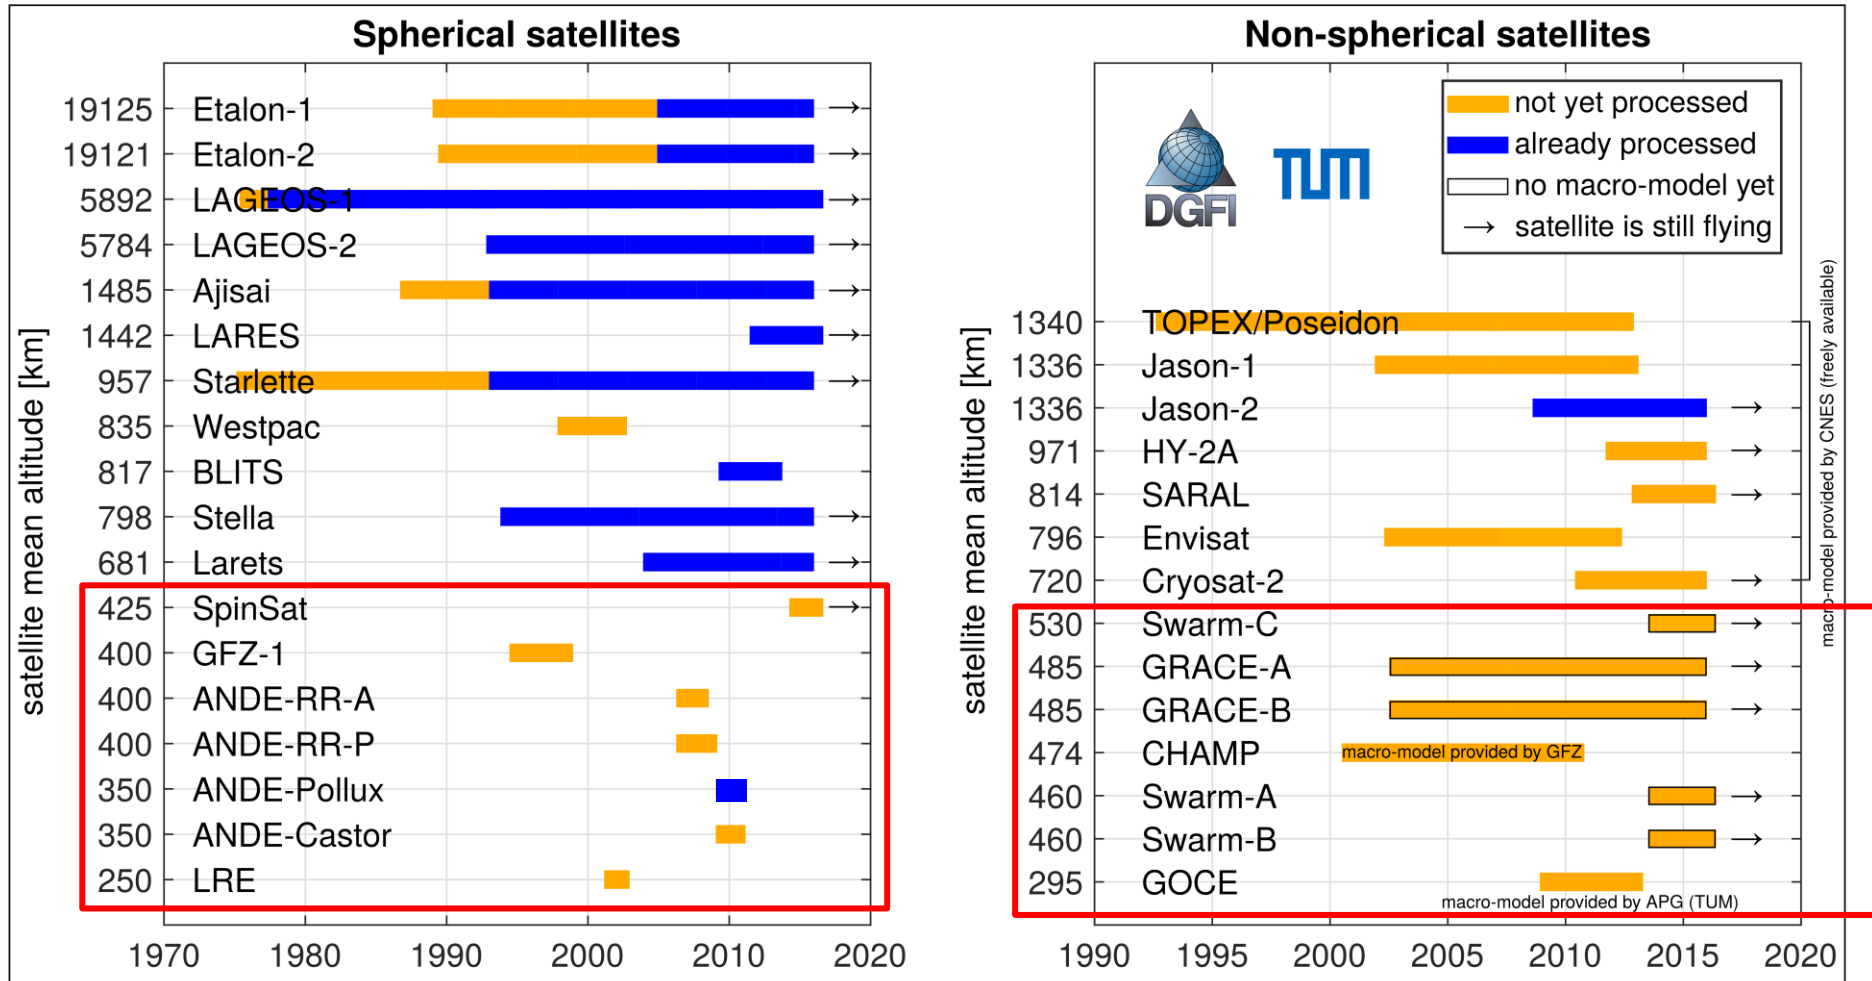 Spherical satellites
satellite mean altitude [km]
19125 Etalon-1
19121 Etalon-2
5892 LAGEOS-1
5784 LAGEOS-2
1485 Ajisai
1442 LARES
957 Starlette
835 Westpac
817 BLITS
798 Stella
681 Larets
425 SpinSat
400 GFZ-1
400 ANDE-RR-A
400 ANDE-RR-P
350 ANDE-Pollux
350 ANDE-Castor
250 LRE
1970 1980 1990 2000 2010 2020
Non-spherical satellites
DGFI
TUM
not yet processed
already processed
no macro-model yet
→ satellite is still flying
satellite mean altitude [km]
1340 TOPEX/Poseidon
1336 Jason-1
1336 Jason-2
971 HY-2A
814 SARAL
796 Envisat
720 Cryosat-2
530 Swarm-C
485 GRACE-A
485 GRACE-B
474 CHAMP macro-model provided by GFZ
460 Swarm-A
460 Swarm-B
295 GOCE
macro-model provided by APG (TUM)
1990 1995 2000 2005 2010 2015 2020
macro-model provided by CNES (freely available)